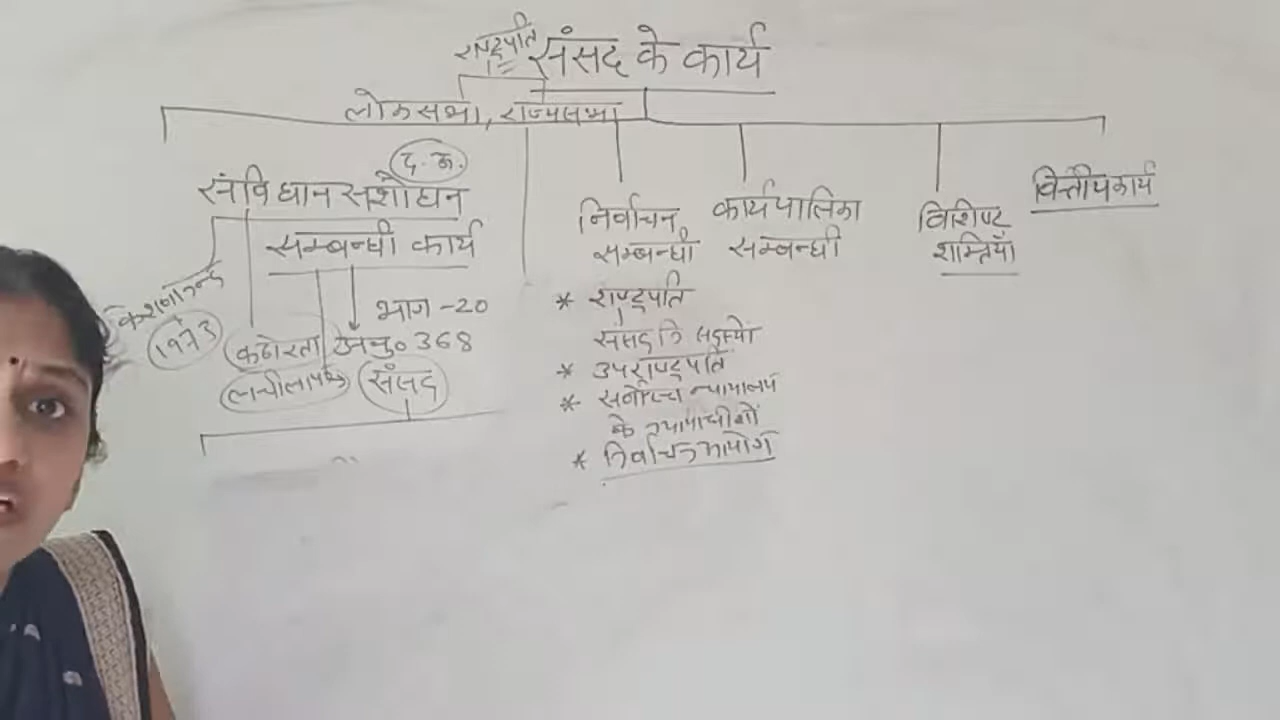 राष्ट्रपति
संसद के कार्य
लोकसभा, राज्यसभा
द. अ.
संविधान संशोधन
सम्बन्धी कार्य
केशवानन्द
1973
भाग -20
कठोरता अनु० 368
लचीलापन संसद
निर्वाचन
सम्बन्धी
* राष्ट्रपति
संसद नि सदस्यों
* उपराष्ट्रपति
* सर्वोच्च न्यायालय
के न्यायाधीशों
* निर्वाचन आयोग
कार्यपालिका
सम्बन्धी
विशिष्ट
शक्तियाँ
वित्तीय कार्य